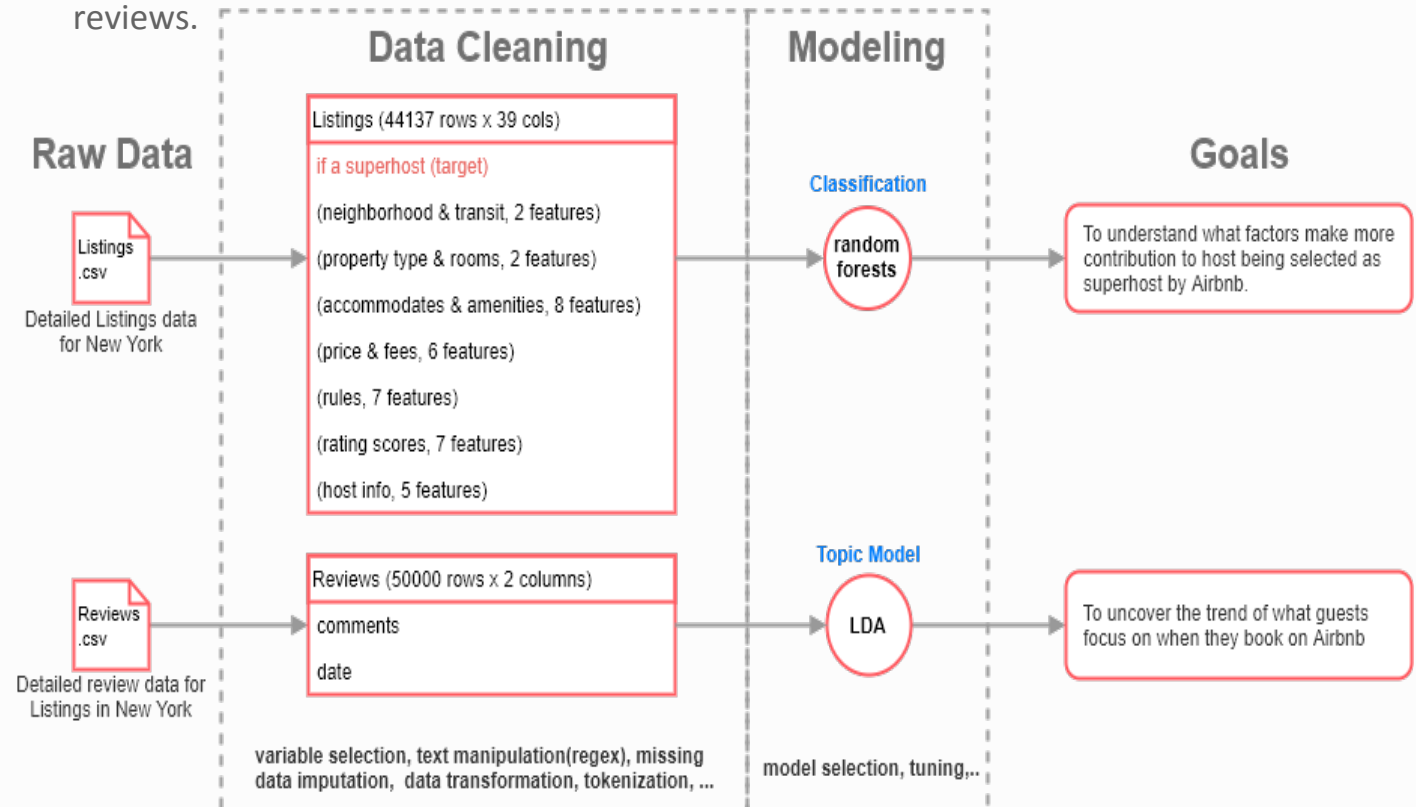 reviews.
Data Cleaning
Modeling
Raw Data
Goals
Listings (44137 rows x 39 cols)
if a superhost (target)
(neighborhood & transit, 2 features)
(property type & rooms, 2 features)
(accommodates & amenities, 8 features)
(price & fees, 6 features)
(rules, 7 features)
(rating scores, 7 features)
(host info, 5 features)
Listings
.csv
Detailed Listings data
for New York
Classification
random
forests
To understand what factors make more
contribution to host being selected as
superhost by Airbnb.
Reviews
.csv
Detailed review data for
Listings in New York
Reviews (50000 rows x 2 columns)
comments
date
Topic Model
LDA
To uncover the trend of what guests
focus on when they book on Airbnb
variable selection, text manipulation(regex), missing
data imputation, data transformation, tokenization, ...
model selection, tuning,..